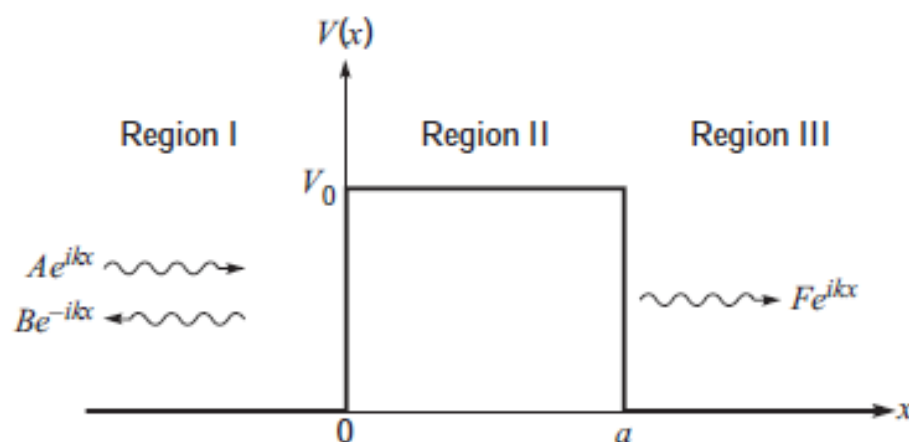 V(x)
Region I
Region II
Region III
V₀
Ae^{ikx}
Be^{-ikx}
Fe^{ikx}
x
0
a